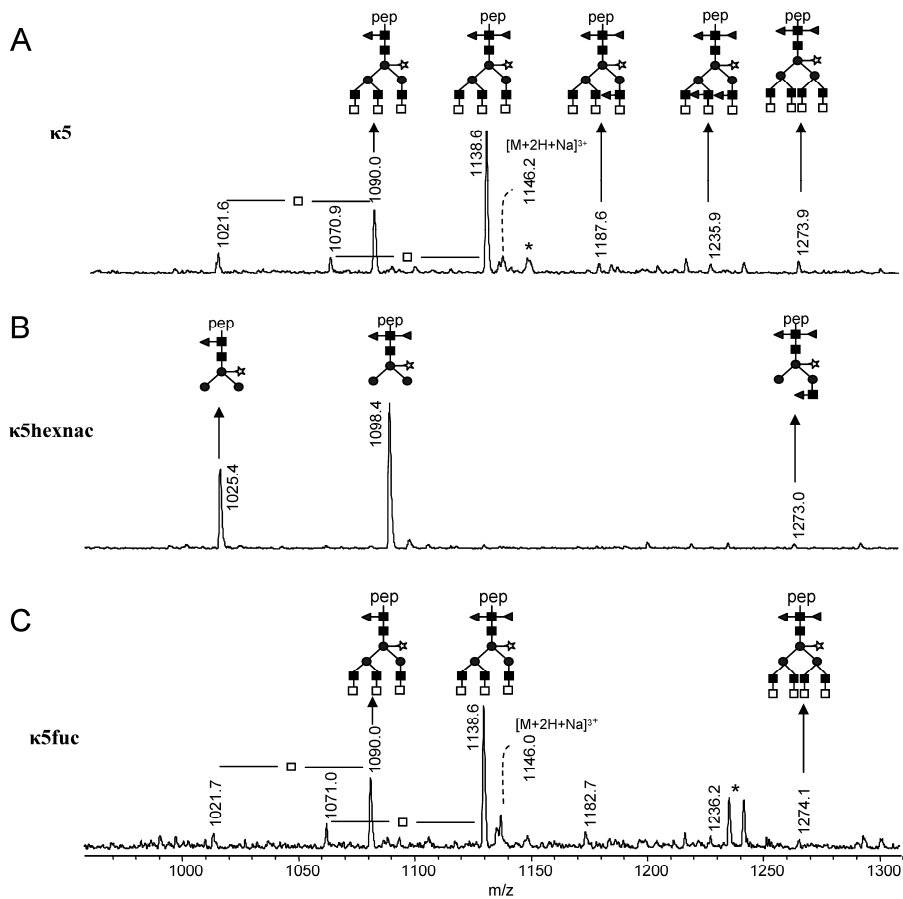 A
pep pep pep pep pep
κ5
[M+2H+Na]³⁺
1021.6 1070.9 1090.0 1138.6 1146.2 * 1187.6 1235.9 1273.9
B
pep pep pep
κ5hexnac
1025.4 1098.4 1273.0
C
pep pep pep
κ5fuc
[M+2H+Na]³⁺
1021.7 1071.0 1090.0 1138.6 1146.0 1182.7 1236.2 * 1274.1
1000 1050 1100 1150 1200 1250 1300
m/z